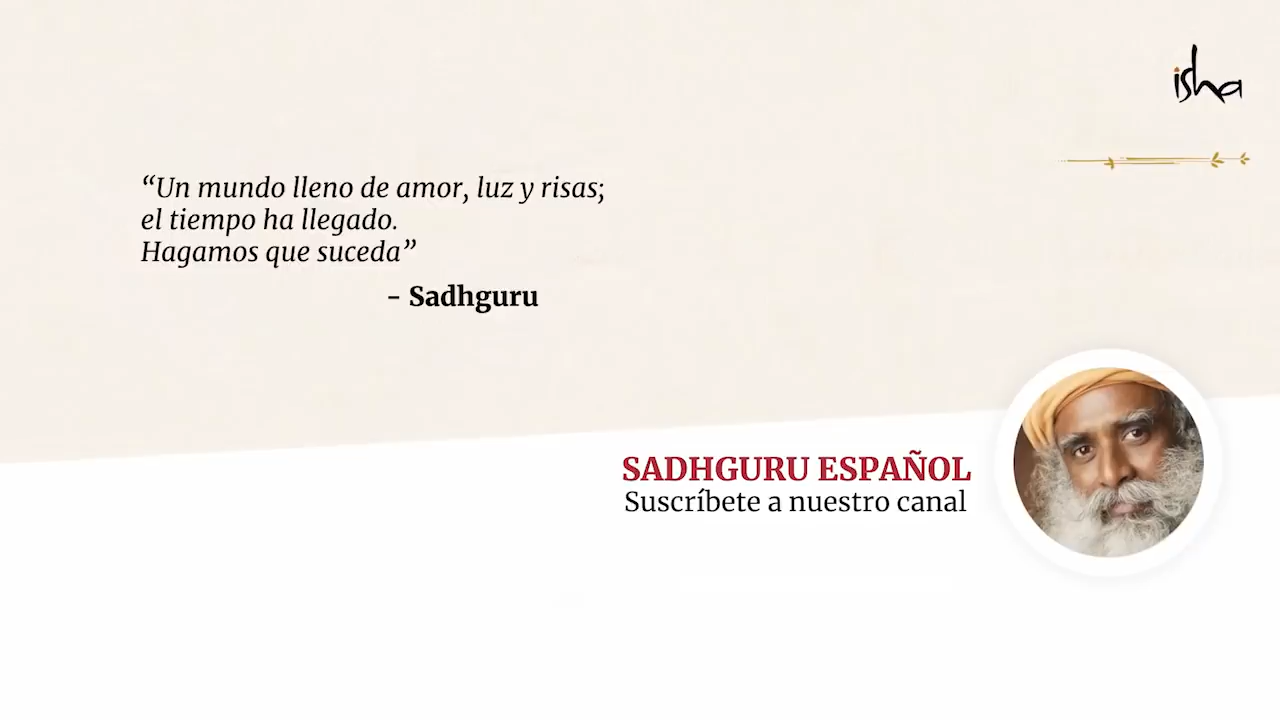 isha
“Un mundo lleno de amor, luz y risas;
el tiempo ha llegado.
Hagamos que suceda”
- Sadhguru
SADHGURU ESPAÑOL
Suscríbete a nuestro canal